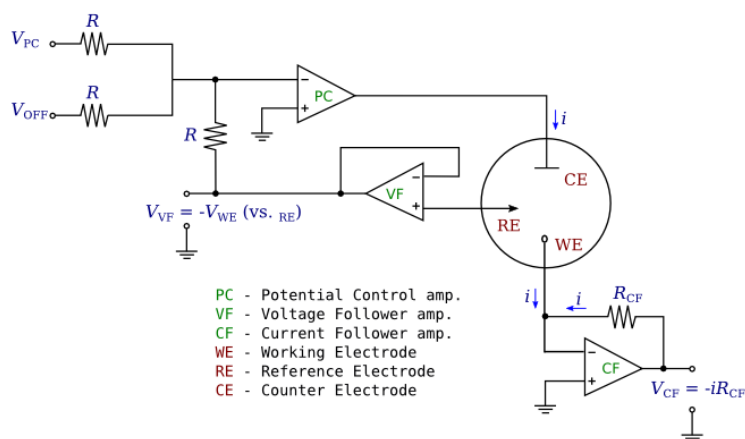 R
V_PC
R
V_OFF
R
−
+
PC
i
CE
−
+
VF
RE
V_VF = -V_WE (vs. RE)
WE
PC - Potential Control amp.
VF - Voltage Follower amp.
CF - Current Follower amp.
WE - Working Electrode
RE - Reference Electrode
CE - Counter Electrode
i
i
R_CF
−
+
CF
V_CF = -iR_CF